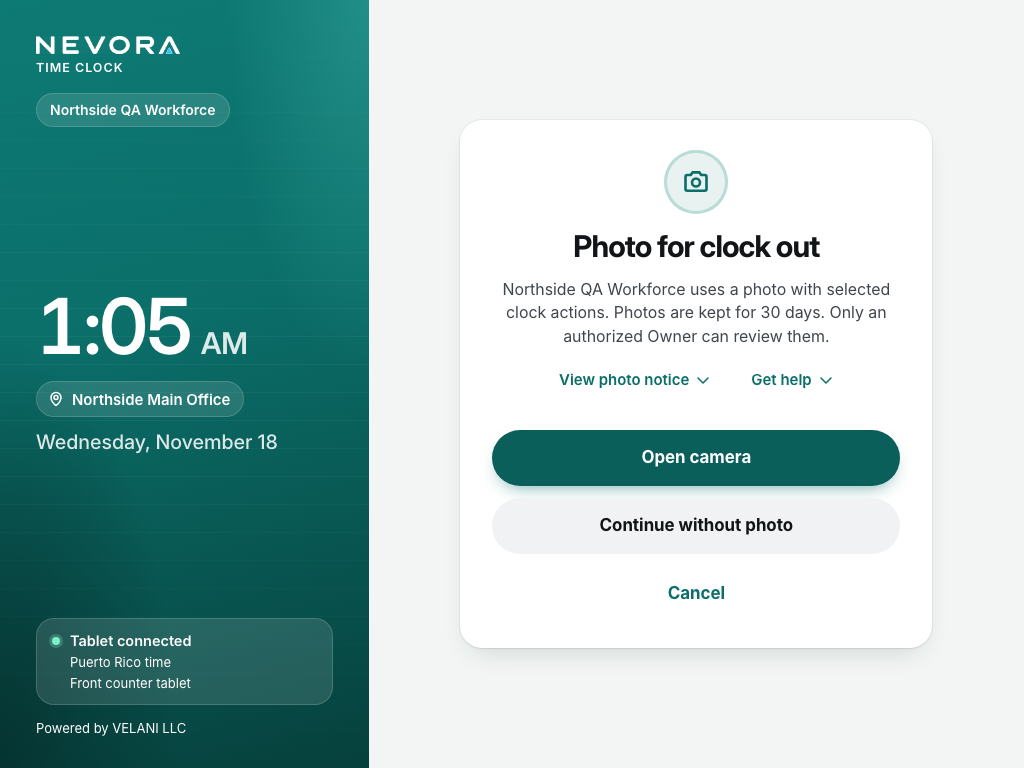 NEVORA
TIME CLOCK
Northside QA Workforce
1:05 AM
Northside Main Office
Wednesday, November 18
Tablet connected
Puerto Rico time
Front counter tablet
Powered by VELANI LLC
Photo for clock out
Northside QA Workforce uses a photo with selected
clock actions. Photos are kept for 30 days. Only an
authorized Owner can review them.
View photo notice
Get help
Open camera
Continue without photo
Cancel